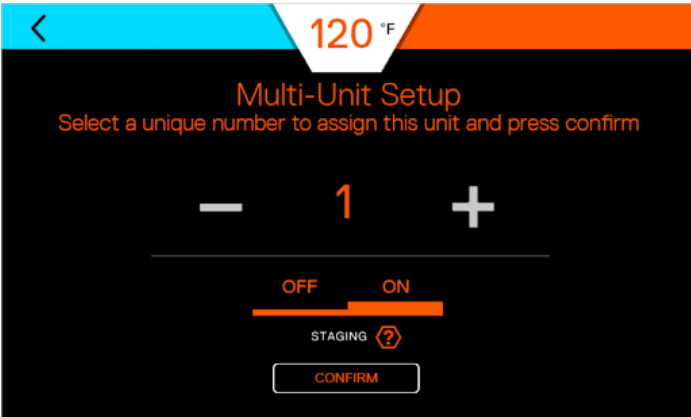 120 °F
Multi-Unit Setup
Select a unique number to assign this unit and press confirm
− 1 +
OFF ON
STAGING ?
CONFIRM